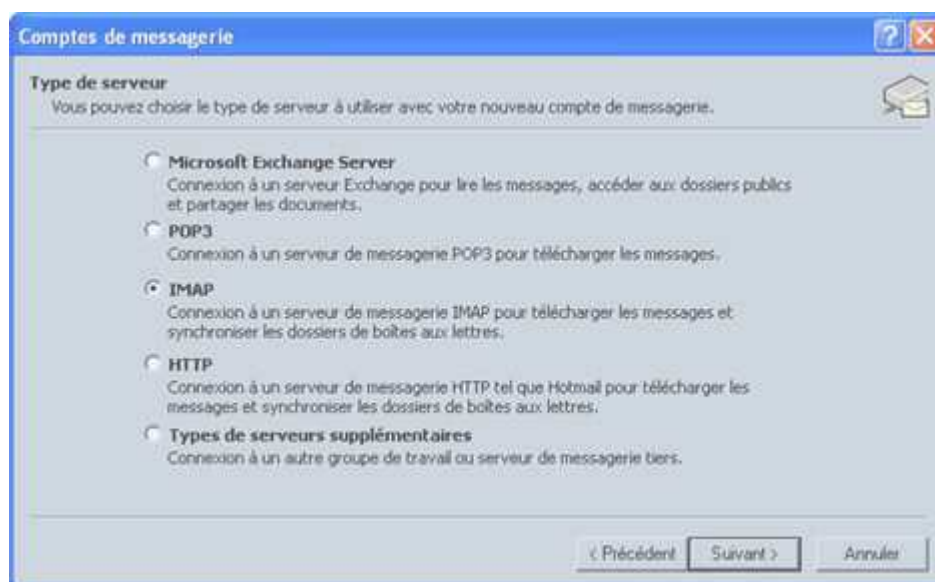 Comptes de messagerie
Type de serveur
Vous pouvez choisir le type de serveur à utiliser avec votre nouveau compte de messagerie.
Microsoft Exchange Server
Connexion à un serveur Exchange pour lire les messages, accéder aux dossiers publics
et partager les documents.
POP3
Connexion à un serveur de messagerie POP3 pour télécharger les messages.
IMAP
Connexion à un serveur de messagerie IMAP pour télécharger les messages et
synchroniser les dossiers de boîtes aux lettres.
HTTP
Connexion à un serveur de messagerie HTTP tel que Hotmail pour télécharger les
messages et synchroniser les dossiers de boîtes aux lettres.
Types de serveurs supplémentaires
Connexion à un autre groupe de travail ou serveur de messagerie tiers.
< Précédent Suivant > Annuler